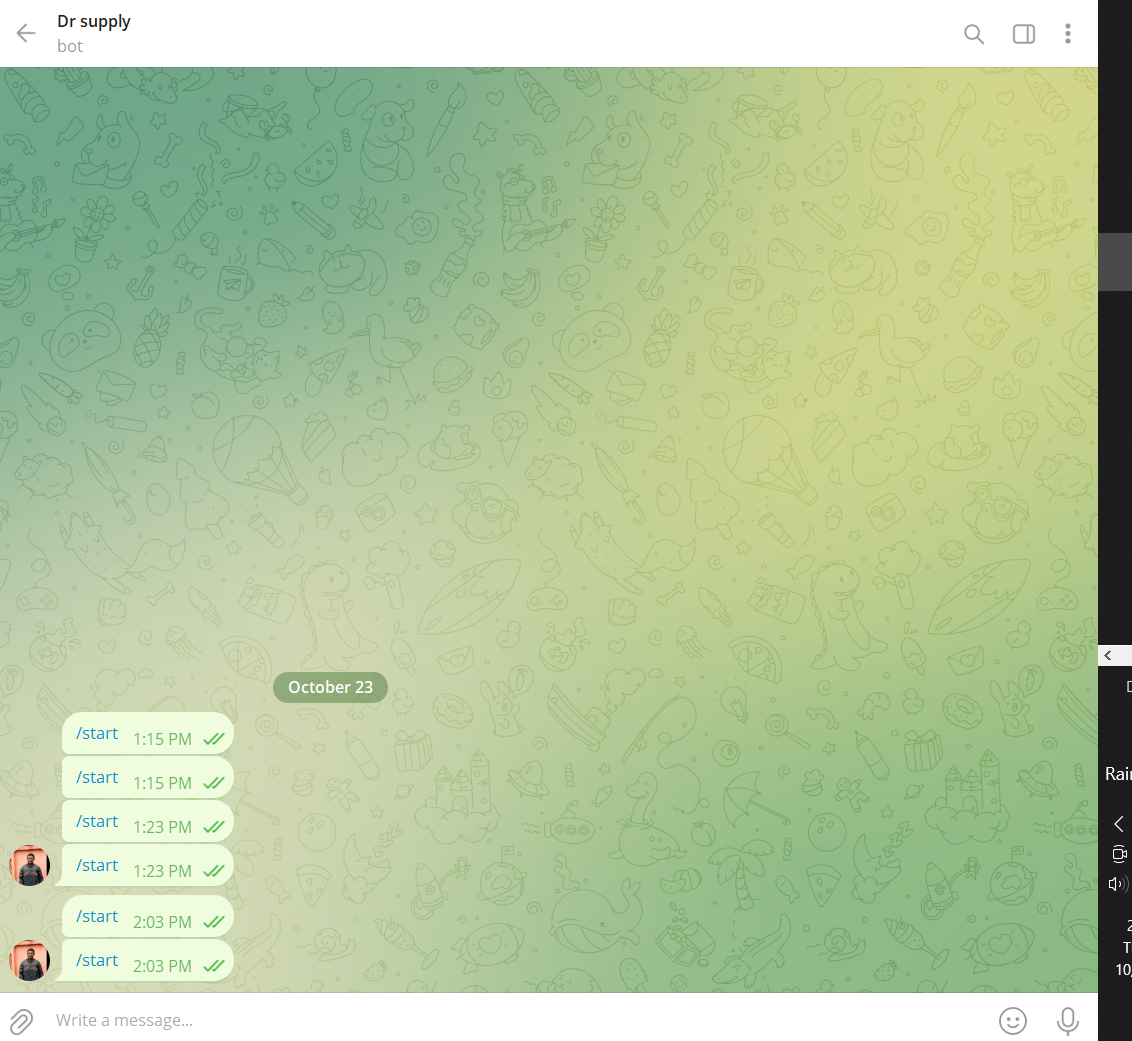 Dr supply
bot
October 23
/start 1:15 PM
/start 1:15 PM
/start 1:23 PM
/start 1:23 PM
/start 2:03 PM
/start 2:03 PM
Write a message...
Rai
10